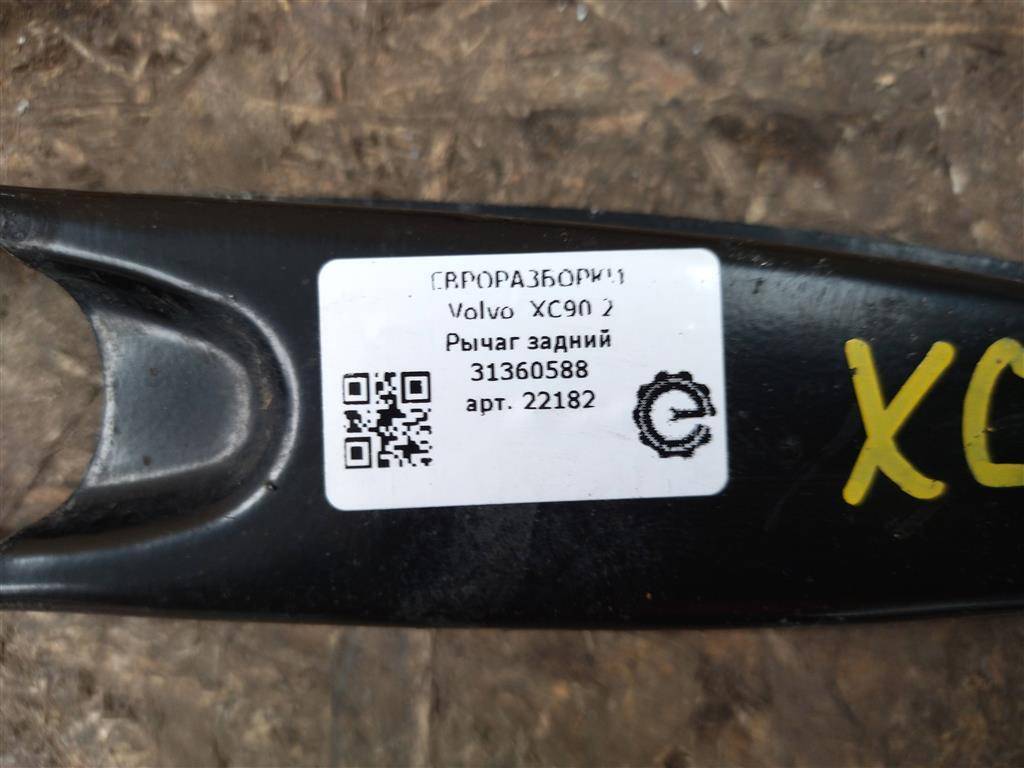 ЕВРОРАЗБОРКИ
Volvo XC90 2
Рычаг задний
31360588
арт. 22182
XC